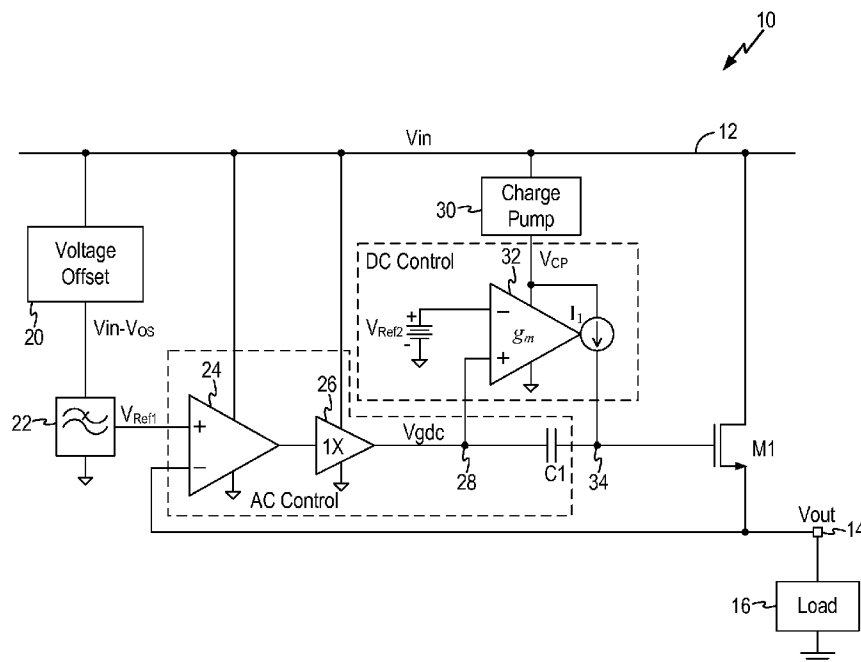 10
12
Vin
Voltage
Offset
20
Vin-VOS
22
VRef1
24
+
−
26
1X
AC Control
Vgdc
28
C1
34
30
Charge
Pump
VCP
DC Control
32
+
-
VRef2
−
gm
+
I1
M1
Vout
14
16
Load